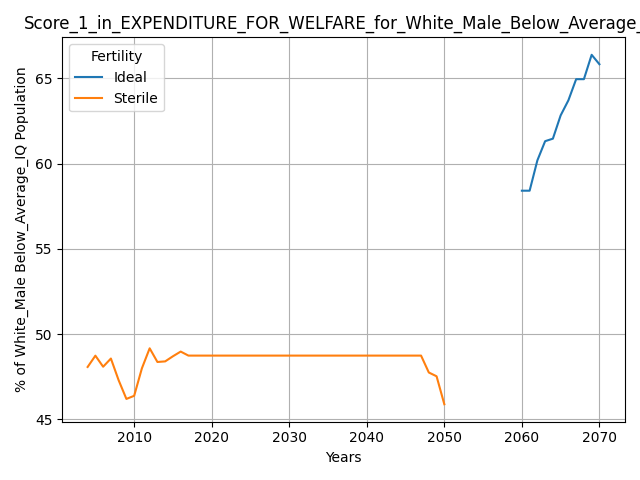 Score_1_in_EXPENDITURE_FOR_WELFARE_for_White_Male_Below_Average_
Fertility
Ideal
Sterile
% of White_Male Below_Average_IQ Population
65
60
55
50
45
2010 2020 2030 2040 2050 2060 2070
Years